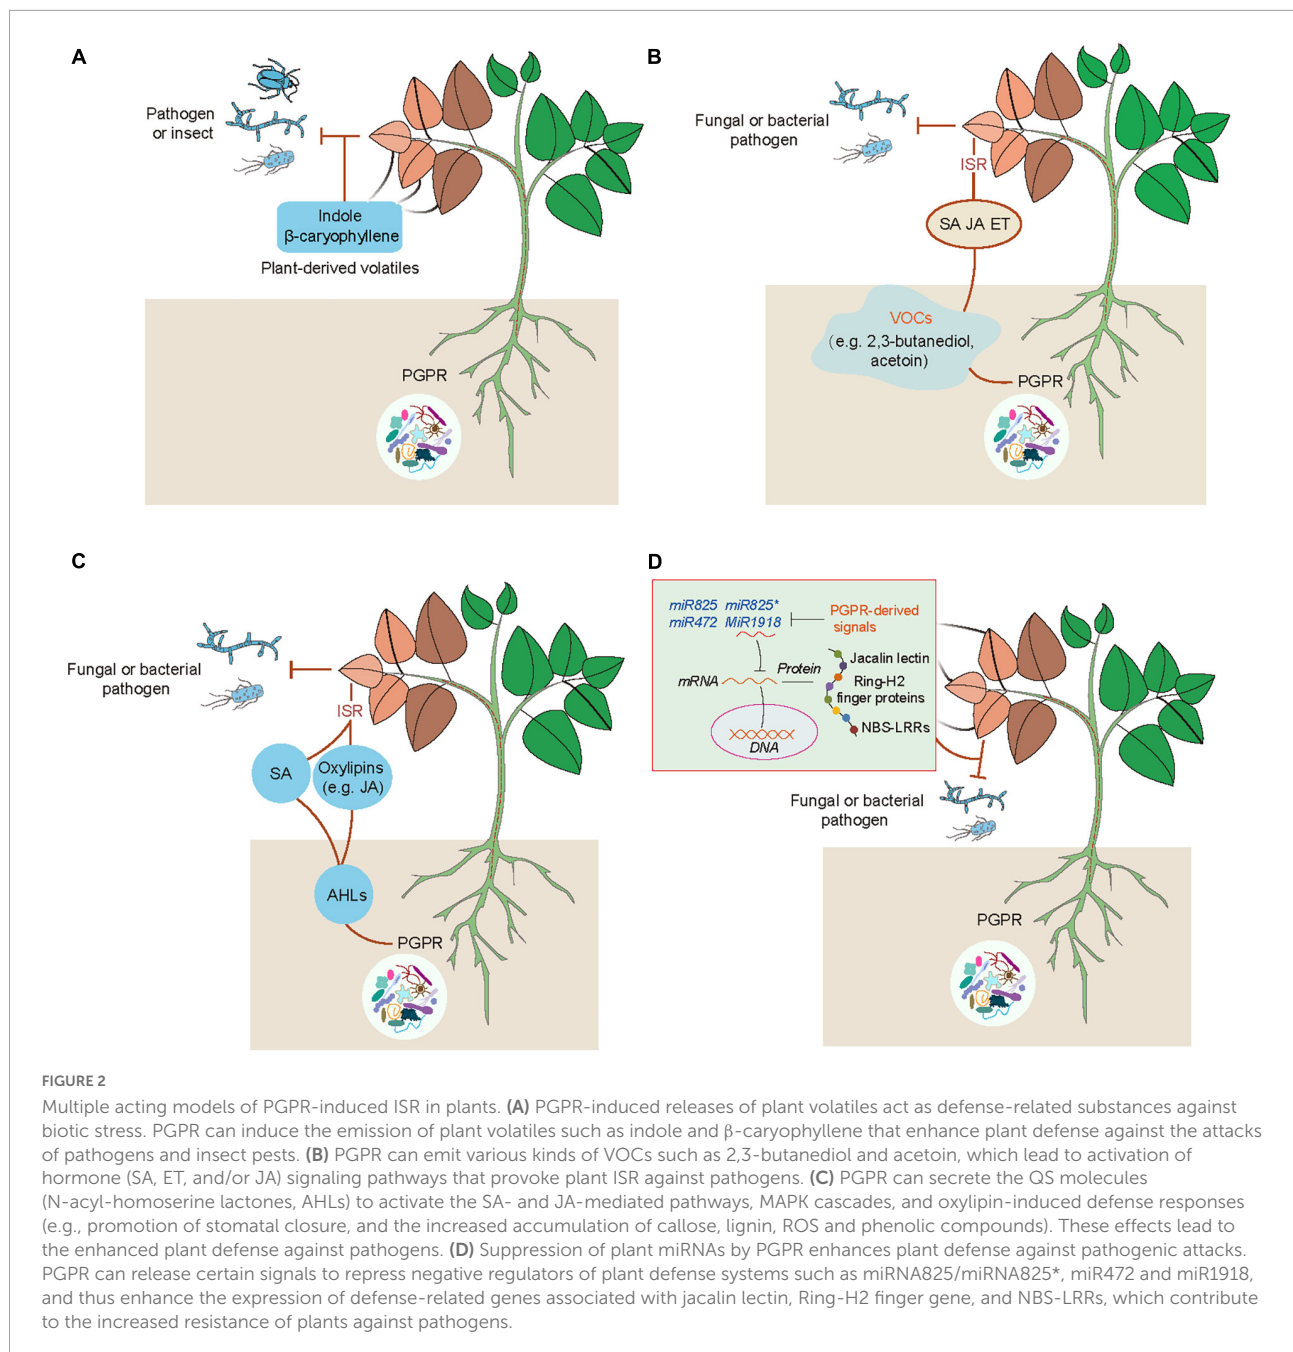 A
Pathogen
or insect
Indole
β-caryophyllene
Plant-derived volatiles
PGPR
B
Fungal or bacterial
pathogen
ISR
SA JA ET
VOCs
(e.g. 2,3-butanediol,
acetoin)
PGPR
C
Fungal or bacterial
pathogen
ISR
SA
Oxylipins
(e.g. JA)
AHLs
PGPR
D
miR825 miR825*
miR472 MiR1918
PGPR-derived
signals
mRNA
Protein
Jacalin lectin
Ring-H2
finger proteins
NBS-LRRs
DNA
Fungal or bacterial
pathogen
PGPR
FIGURE 2
Multiple acting models of PGPR-induced ISR in plants. (A) PGPR-induced releases of plant volatiles act as defense-related substances against
biotic stress. PGPR can induce the emission of plant volatiles such as indole and β-caryophyllene that enhance plant defense against the attacks
of pathogens and insect pests. (B) PGPR can emit various kinds of VOCs such as 2,3-butanediol and acetoin, which lead to activation of
hormone (SA, ET, and/or JA) signaling pathways that provoke plant ISR against pathogens. (C) PGPR can secrete the QS molecules
(N-acyl-homoserine lactones, AHLs) to activate the SA- and JA-mediated pathways, MAPK cascades, and oxylipin-induced defense responses
(e.g., promotion of stomatal closure, and the increased accumulation of callose, lignin, ROS and phenolic compounds). These effects lead to
the enhanced plant defense against pathogens. (D) Suppression of plant miRNAs by PGPR enhances plant defense against pathogenic attacks.
PGPR can release certain signals to repress negative regulators of plant defense systems such as miRNA825/miRNA825*, miR472 and miR1918,
and thus enhance the expression of defense-related genes associated with jacalin lectin, Ring-H2 finger gene, and NBS-LRRs, which contribute
to the increased resistance of plants against pathogens.